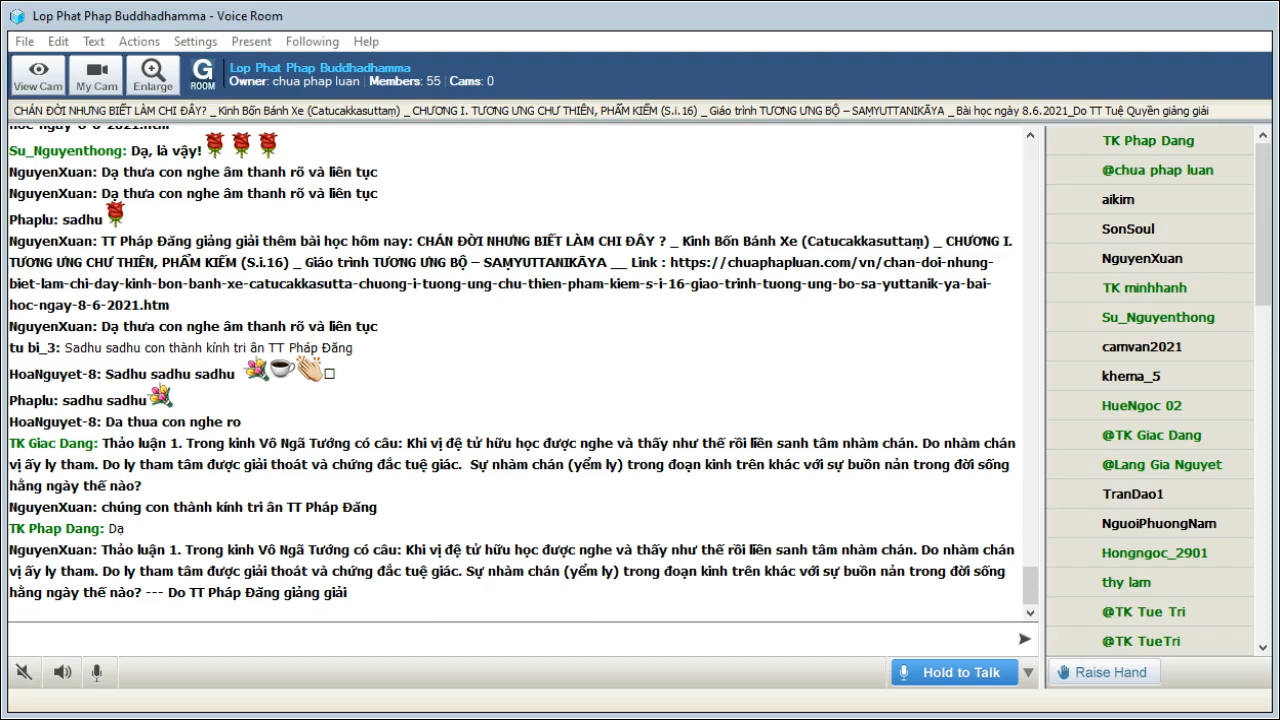 Lop Phat Phap Buddhadhamma - Voice Room
File Edit Text Actions Settings Present Following Help
View Cam My Cam Enlarge G ROOM
Lop Phat Phap Buddhadhamma
Owner: chua phap luan Members: 55 Cams: 0
CHÁN ĐỜI NHƯNG BIẾT LÀM CHI ĐÂY? _ Kinh Bốn Bánh Xe (Catucakkasuttaṃ) _ CHƯƠNG I. TƯƠNG ƯNG CHƯ THIÊN, PHẨM KIẾM (S.i.16) _ Giáo trình TƯƠNG ƯNG BỘ – SAṂYUTTANIKĀYA _ Bài học ngày 8.6.2021_Do TT Tuệ Quyền giảng giải
hoc-ngay-8-6-2021.htm
Su_Nguyenthong: Dạ, là vậy!
NguyenXuan: Dạ thưa con nghe âm thanh rõ và liên tục
NguyenXuan: Dạ thưa con nghe âm thanh rõ và liên tục
Phaplu: sadhu
NguyenXuan: TT Pháp Đăng giảng giải thêm bài học hôm nay: CHÁN ĐỜI NHƯNG BIẾT LÀM CHI ĐÂY ? _ Kinh Bốn Bánh Xe (Catucakkasuttaṃ) _ CHƯƠNG I.
TƯƠNG ƯNG CHƯ THIÊN, PHẨM KIẾM (S.i.16) _ Giáo trình TƯƠNG ƯNG BỘ – SAṂYUTTANIKĀYA __ Link : https://chuaphapluan.com/vn/chan-doi-nhung-
biet-lam-chi-day-kinh-bon-banh-xe-catucakkasutta-chuong-i-tuong-ung-chu-thien-pham-kiem-s-i-16-giao-trinh-tuong-ung-bo-sa-yuttanik-ya-bai-
hoc-ngay-8-6-2021.htm
NguyenXuan: Dạ thưa con nghe âm thanh rõ và liên tục
tu bi_3: Sadhu sadhu con thành kính tri ân TT Pháp Đăng
HoaNguyet-8: Sadhu sadhu sadhu
Phaplu: sadhu sadhu
HoaNguyet-8: Da thua con nghe ro
TK Giac Dang: Thảo luận 1. Trong kinh Vô Ngã Tướng có câu: Khi vị đệ tử hữu học được nghe và thấy như thế rồi liền sanh tâm nhàm chán. Do nhàm chán
vị ấy ly tham. Do ly tham tâm được giải thoát và chứng đắc tuệ giác. Sự nhàm chán (yểm ly) trong đoạn kinh trên khác với sự buồn nản trong đời sống
hằng ngày thế nào?
NguyenXuan: chúng con thành kính tri ân TT Pháp Đăng
TK Phap Dang: Dạ
NguyenXuan: Thảo luận 1. Trong kinh Vô Ngã Tướng có câu: Khi vị đệ tử hữu học được nghe và thấy như thế rồi liền sanh tâm nhàm chán. Do nhàm chán
vị ấy ly tham. Do ly tham tâm được giải thoát và chứng đắc tuệ giác. Sự nhàm chán (yểm ly) trong đoạn kinh trên khác với sự buồn nản trong đời sống
hằng ngày thế nào? --- Do TT Pháp Đăng giảng giải
Hold to Talk
TK Phap Dang
@chua phap luan
aikim
SonSoul
NguyenXuan
TK minhhanh
Su_Nguyenthong
camvan2021
khema_5
HueNgoc 02
@TK Giac Dang
@Lang Gia Nguyet
TranDao1
NguoiPhuongNam
Hongngoc_2901
thy lam
@TK Tue Tri
@TK TueTri
Raise Hand